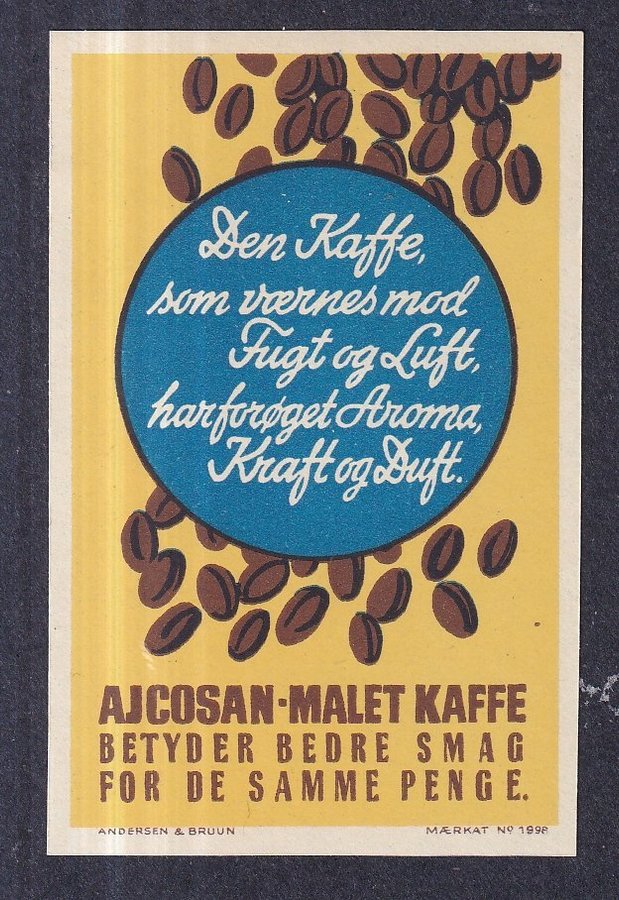 Den Kaffe,
som værnes mod
Fugt og Luft,
har forøget Aroma,
Kraft og Duft.
AJCOSAN-MALET KAFFE
BETYDER BEDRE SMAG
FOR DE SAMME PENGE.
ANDERSEN & BRUUN MÆRKAT No 1998